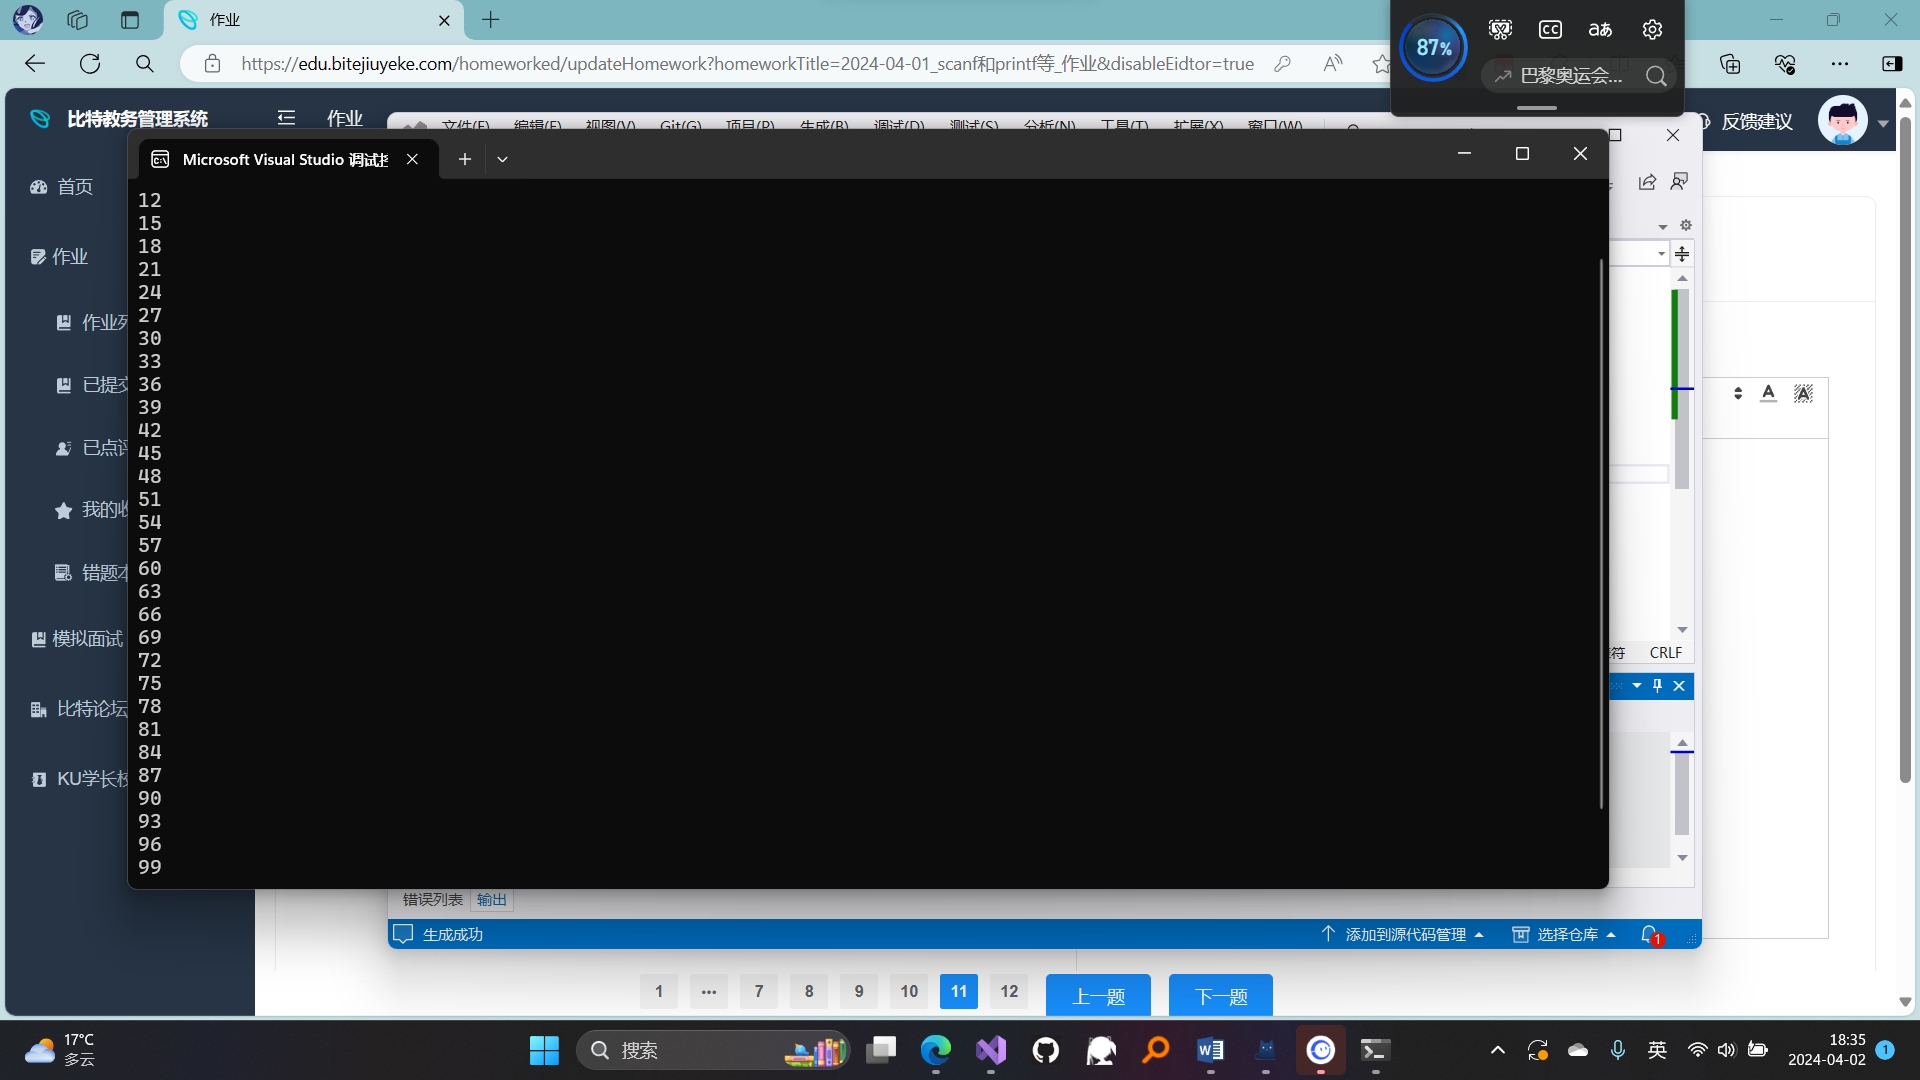 作业
https://edu.bitejiuyeke.com/homeworked/updateHomework?homeworkTitle=2024-04-01_scanf和printf等_作业&disableEidtor=true
87%
CC
aあ
巴黎奥运会...
比特教务管理系统
作业
反馈建议
文件(F) 编辑(E) 视图(V) Git(G) 项目(P) 生成(B) 调试(D) 测试(S) 分析(N) 工具(T) 扩展(X) 窗口(W)
Microsoft Visual Studio 调试
首页
作业
作业
已提交
已点评
我的
错题本
模拟面试
比特论坛
KU学长
12
15
18
21
24
27
30
33
36
39
42
45
48
51
54
57
60
63
66
69
72
75
78
81
84
87
90
93
96
99
符 CRLF
错误列表 输出
生成成功
添加到源代码管理
选择仓库
1
1 ... 7 8 9 10 11 12 上一题 下一题
17°C
多云
搜索
英
18:35
2024-04-02
1